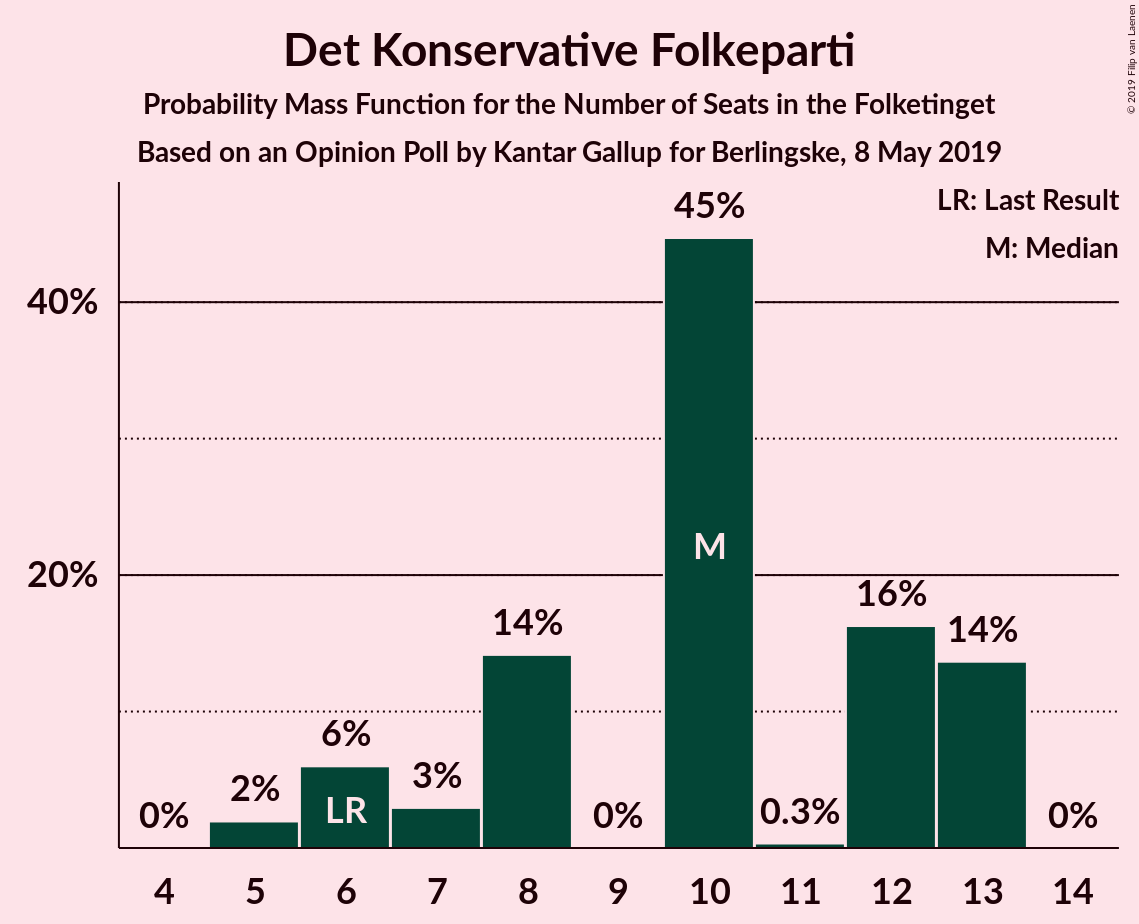 Det Konservative Folkeparti
Probability Mass Function for the Number of Seats in the Folketinget
Based on an Opinion Poll by Kantar Gallup for Berlingske, 8 May 2019
© 2019 Filip van Laenen
LR: Last Result
M: Median
40%
20%
0%
2%
6%
3%
14%
0%
45%
0.3%
16%
14%
0%
LR
M
4 5 6 7 8 9 10 11 12 13 14